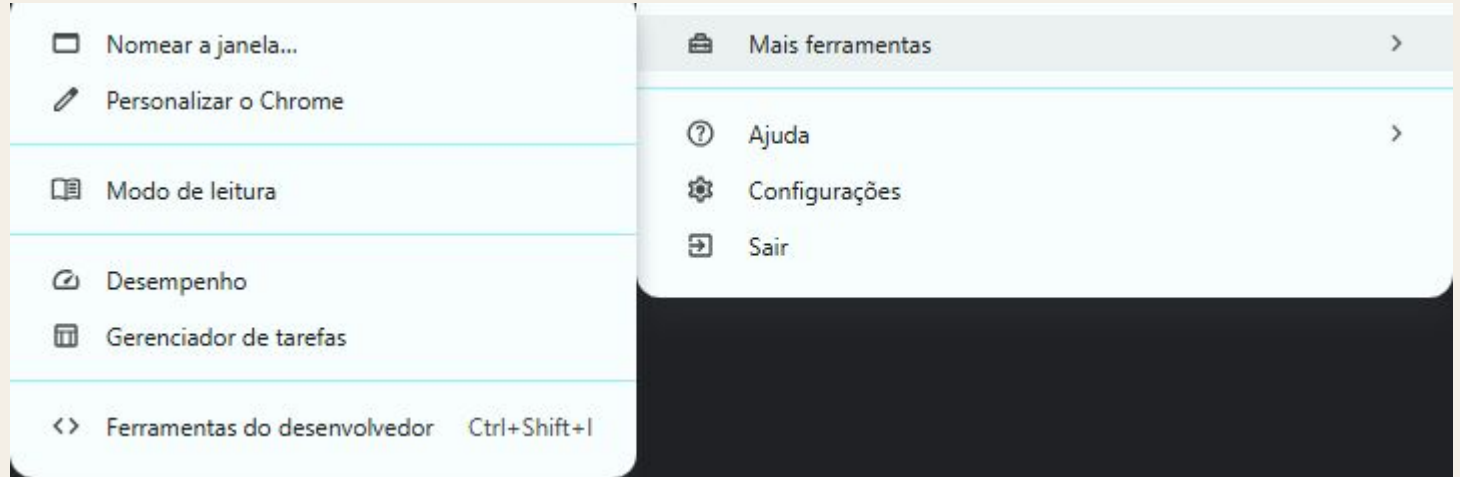 Nomear a janela...
Personalizar o Chrome
Modo de leitura
Desempenho
Gerenciador de tarefas
Ferramentas do desenvolvedor Ctrl+Shift+I
Mais ferramentas
Ajuda
Configurações
Sair